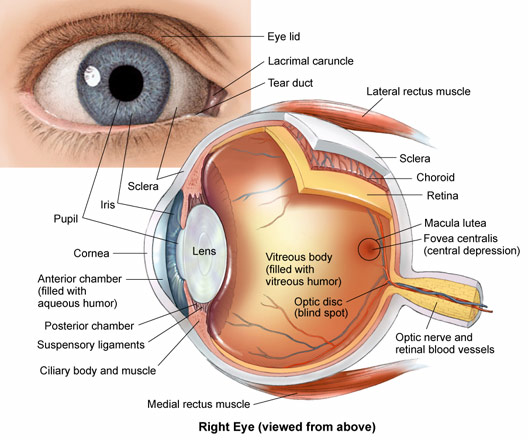 Eye lid
Lacrimal caruncle
Tear duct
Lateral rectus muscle
Sclera
Choroid
Retina
Sclera
Iris
Pupil
Macula lutea
Fovea centralis
(central depression)
Cornea
Lens
Vitreous body
(filled with
vitreous humor)
Anterior chamber
(filled with
aqueous humor)
Optic disc
(blind spot)
Posterior chamber
Suspensory ligaments
Optic nerve and
retinal blood vessels
Ciliary body and muscle
Medial rectus muscle
Right Eye (viewed from above)